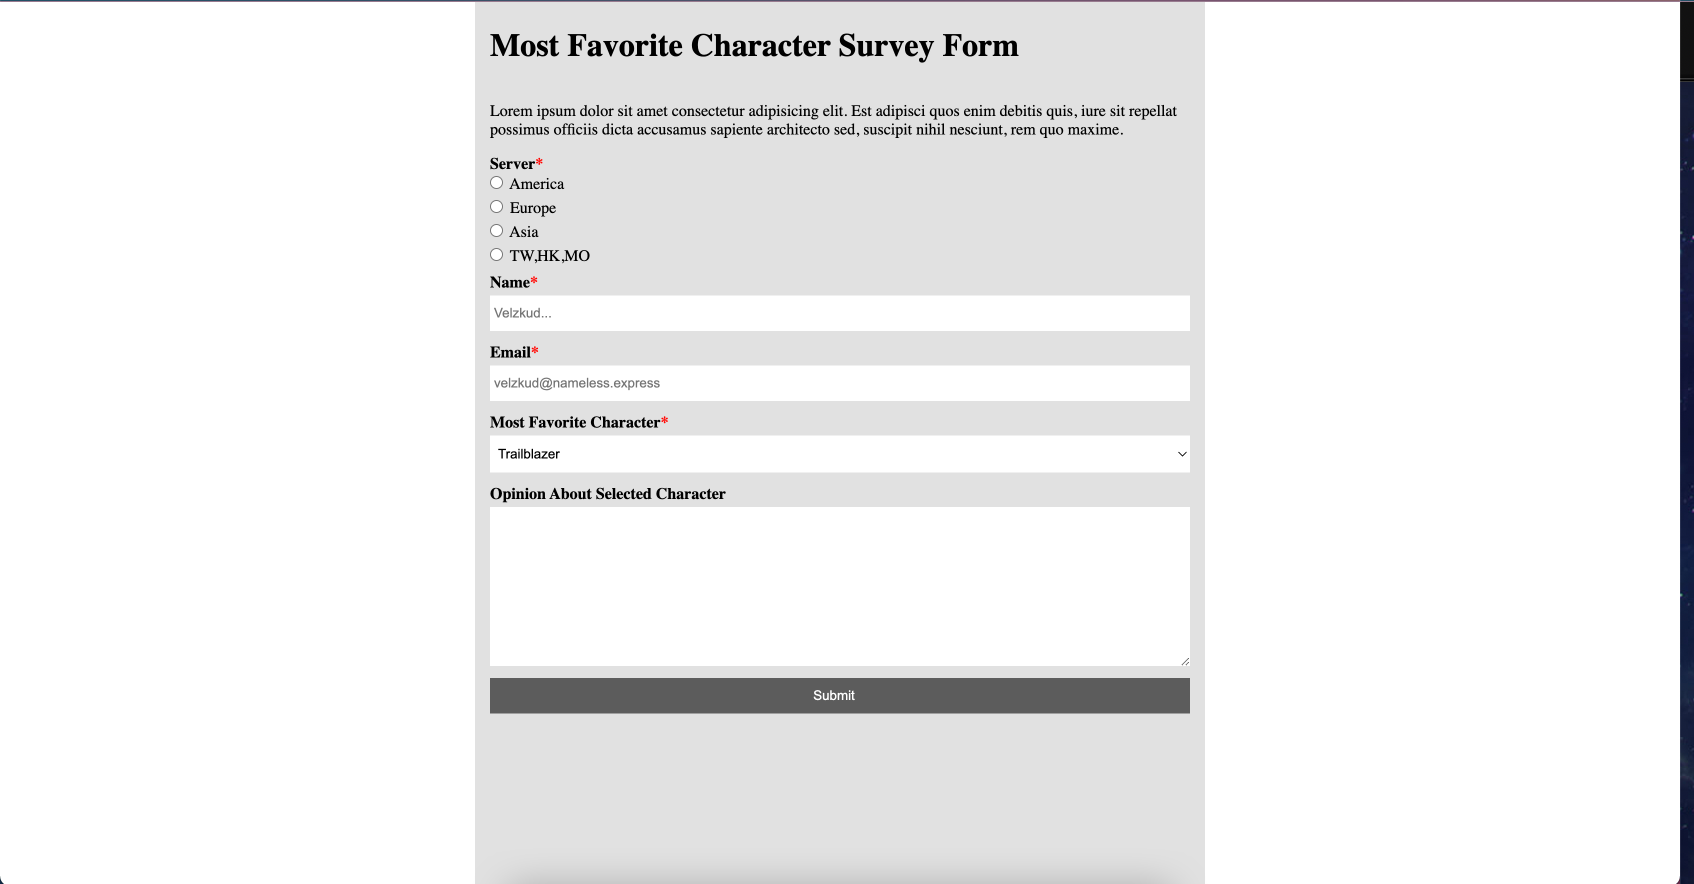 Most Favorite Character Survey Form
Lorem ipsum dolor sit amet consectetur adipisicing elit. Est adipisci quos enim debitis quis, iure sit repellat
possimus officiis dicta accusamus sapiente architecto sed, suscipit nihil nesciunt, rem quo maxime.
Server*
America
Europe
Asia
TW,HK,MO
Name*
Velzkud...
Email*
velzkud@nameless.express
Most Favorite Character*
Trailblazer
Opinion About Selected Character
Submit